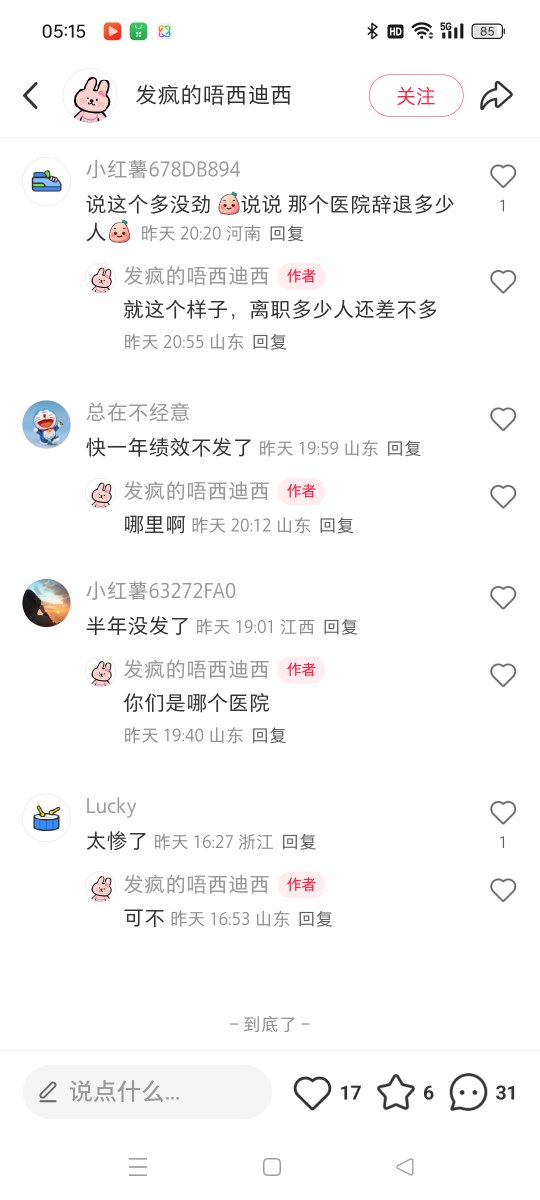 05:15 HD 5G 85
发疯的唔西迪西 关注
小红薯678DB894
说这个多没劲 说说 那个医院辞退多少
人 昨天 20:20 河南 回复
1
发疯的唔西迪西 作者
就这个样子，离职多少人还差不多
昨天 20:55 山东 回复
总在不经意
快一年绩效不发了 昨天 19:59 山东 回复
发疯的唔西迪西 作者
哪里啊 昨天 20:12 山东 回复
小红薯63272FA0
半年没发了 昨天 19:01 江西 回复
发疯的唔西迪西 作者
你们是哪个医院
昨天 19:40 山东 回复
Lucky
太惨了 昨天 16:27 浙江 回复
1
发疯的唔西迪西 作者
可不 昨天 16:53 山东 回复
- 到底了 -
说点什么... 17 6 31